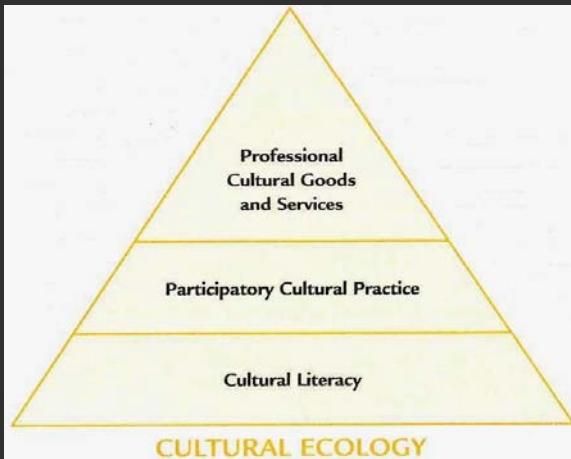 Professional
Cultural Goods
and Services
Participatory Cultural Practice
Cultural Literacy
CULTURAL ECOLOGY